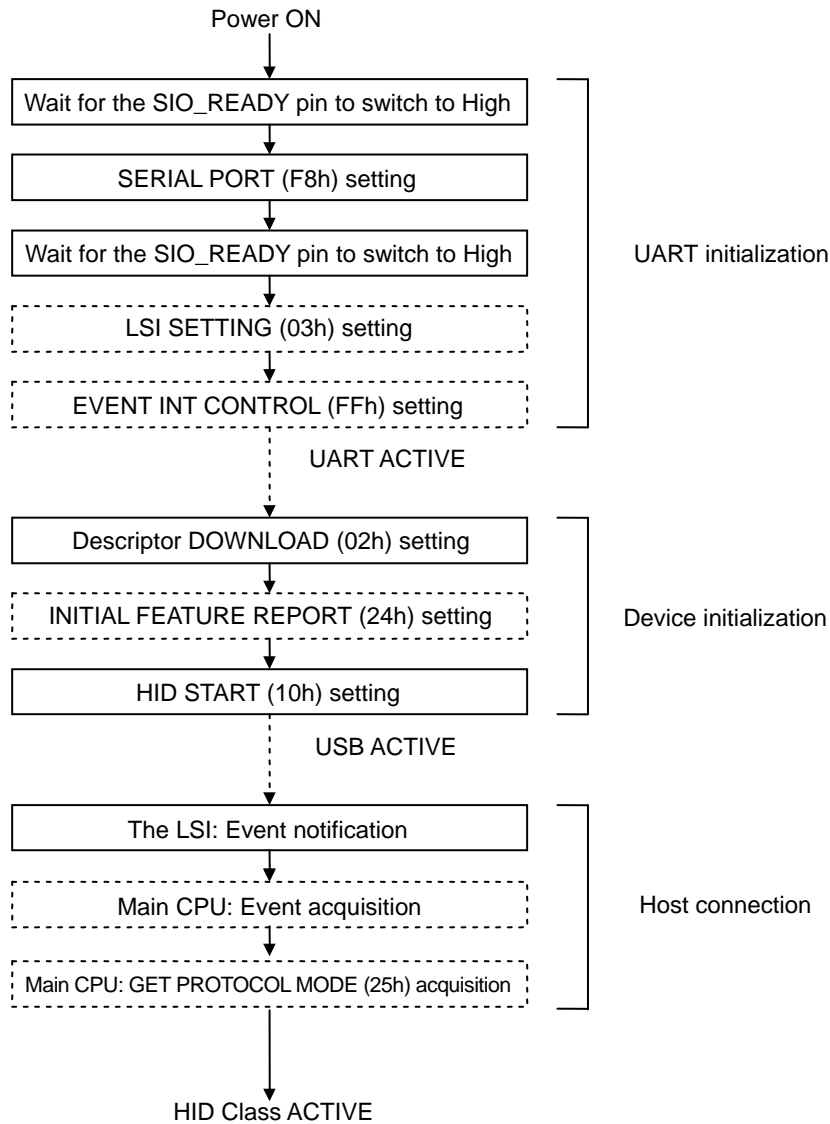 Power ON
Wait for the SIO_READY pin to switch to High
SERIAL PORT (F8h) setting
Wait for the SIO_READY pin to switch to High
UART initialization
LSI SETTING (03h) setting
EVENT INT CONTROL (FFh) setting
UART ACTIVE
Descriptor DOWNLOAD (02h) setting
INITIAL FEATURE REPORT (24h) setting
Device initialization
HID START (10h) setting
USB ACTIVE
The LSI: Event notification
Main CPU: Event acquisition
Host connection
Main CPU: GET PROTOCOL MODE (25h) acquisition
HID Class ACTIVE